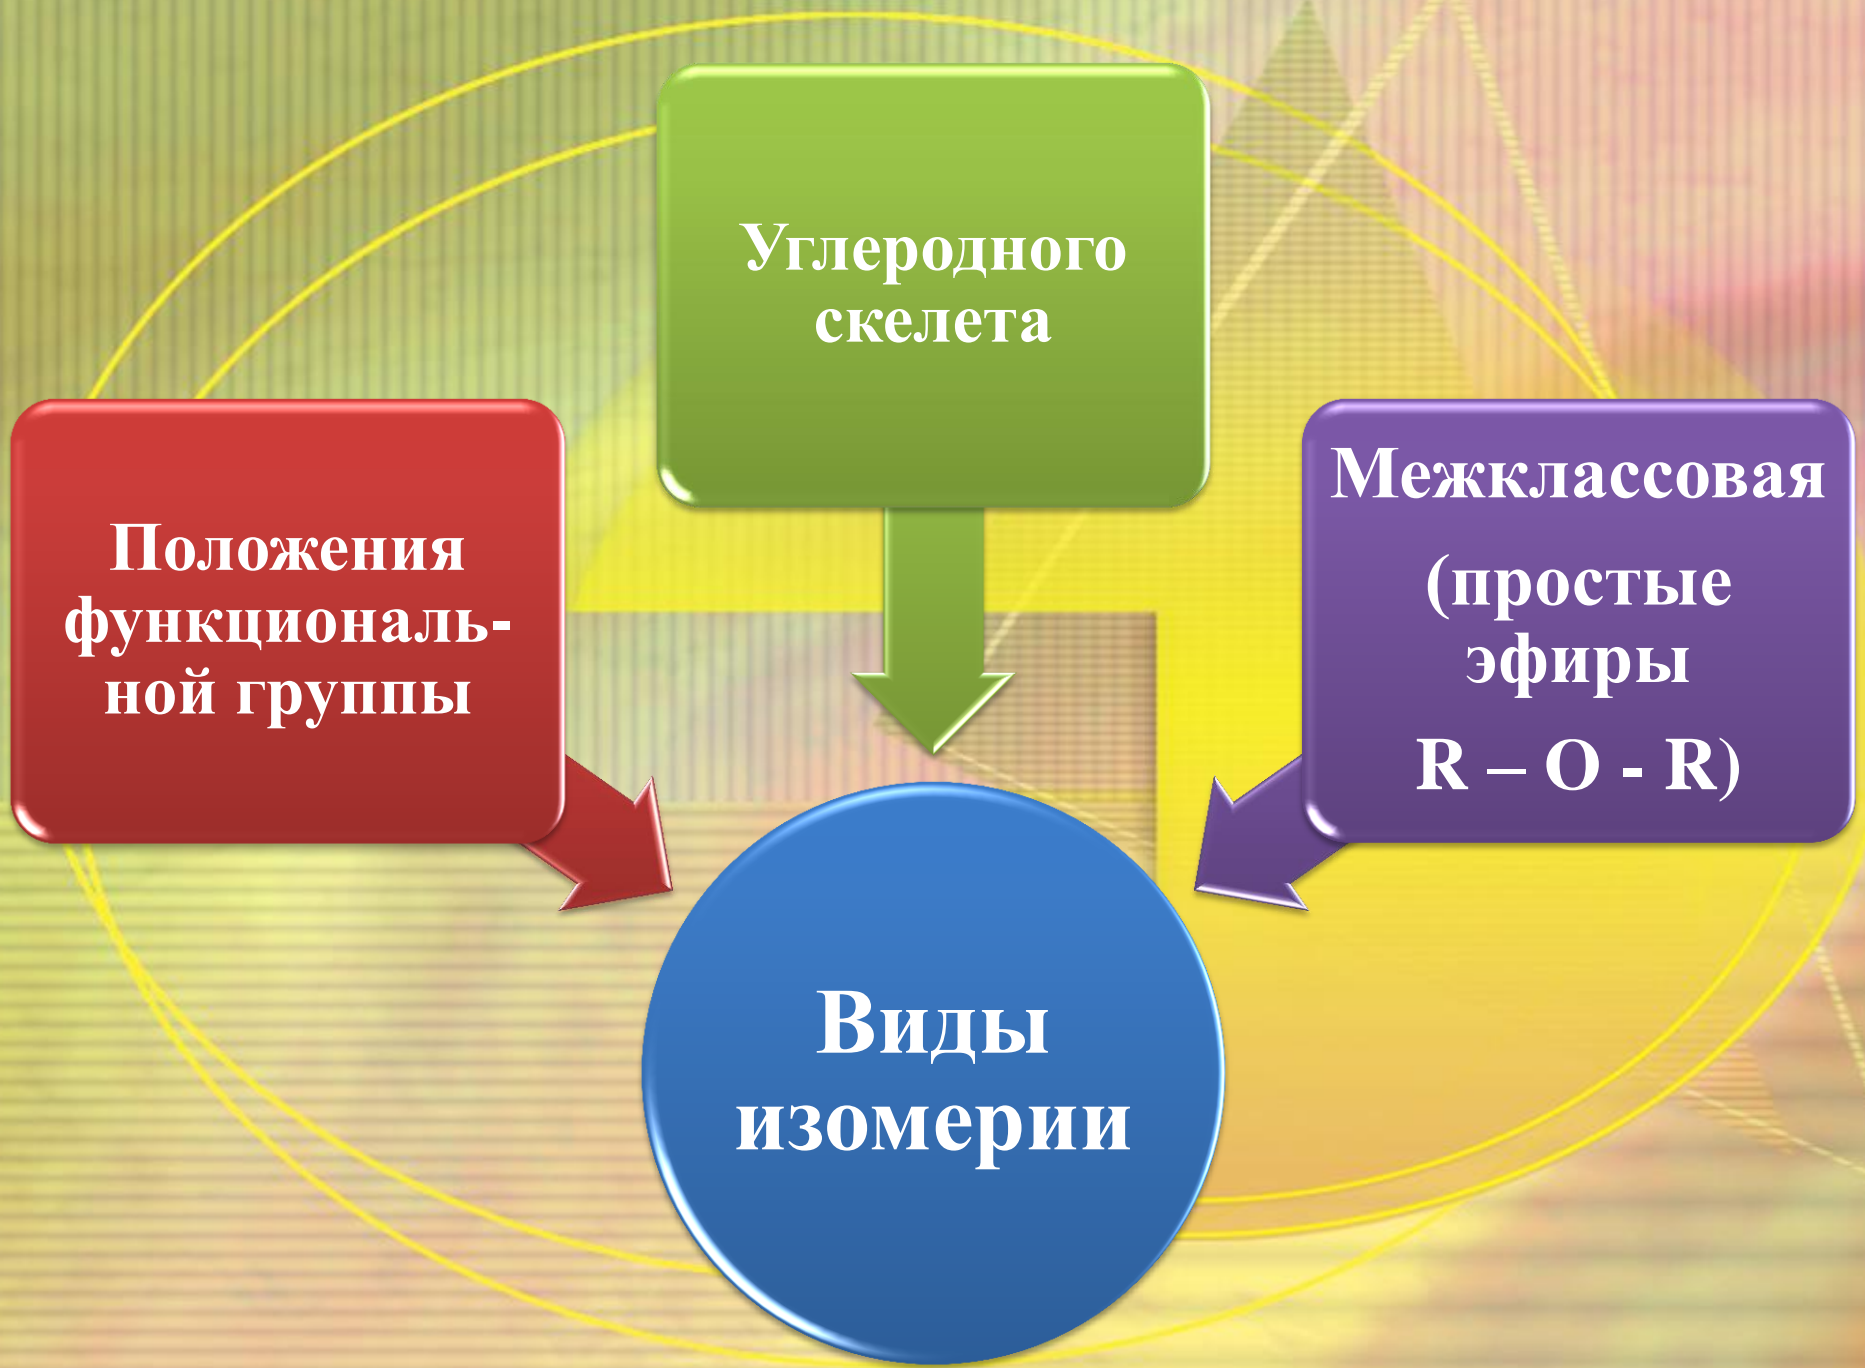 Углеродного
скелета
Положения
функциональ-
ной группы
Межклассовая
(простые
эфиры
R – O - R)
Виды
изомерии